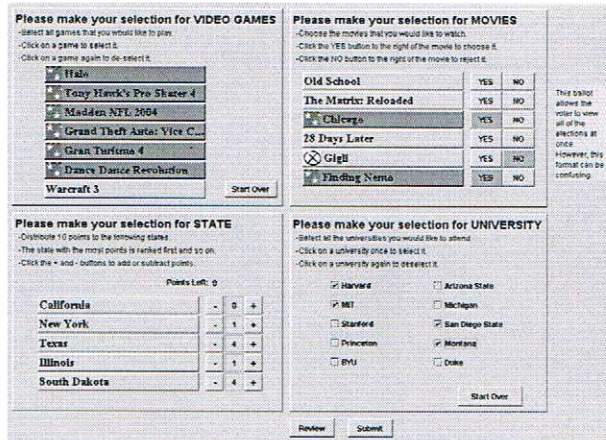 Please make your selection for VIDEO GAMES
-Select all games that you would like to play.
-Click on a game to select it.
-Click on a game again to de-select it.
Halo
Tony Hawk's Pro Skater 4
Madden NFL 2004
Grand Theft Auto: Vice C...
Gran Turismo 4
Dance Dance Revolution
Warcraft 3
Start Over
Please make your selection for MOVIES
-Choose the movies that you would like to watch.
-Click the YES button to the right of the movie to choose it.
-Click the NO button to the right of the movie to reject it.
Old School YES NO
The Matrix: Reloaded YES NO
Chicago YES NO
28 Days Later YES NO
Gigli YES NO
Finding Nemo YES NO
This ballot
allows the
voter to view
all of the
elections at
once.
However, this
format can be
confusing.
Please make your selection for STATE
-Distribute 10 points to the following states.
-The state with the most points is ranked first and so on.
-Click the + and - buttons to add or subtract points.
Points Left: 0
California - 0 +
New York - 1 +
Texas - 4 +
Illinois - 1 +
South Dakota - 4 +
Please make your selection for UNIVERSITY
-Select all the universities you would like to attend
-Click on a university once to select it.
-Click on a university again to deselect it.
Harvard Arizona State
MIT Michigan
Stanford San Diego State
Princeton Montana
BYU Duke
Start Over
Review Submit